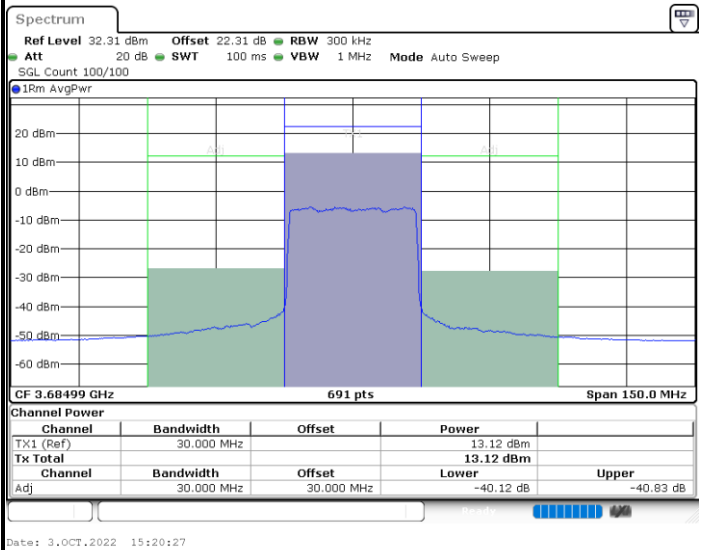 Spectrum
Ref Level 32.31 dBm Offset 22.31 dB RBW 300 kHz
Att 20 dB SWT 100 ms VBW 1 MHz Mode Auto Sweep
SGL Count 100/100
1Rm AvgPwr
20 dBm
Adj Adj
10 dBm
0 dBm
-10 dBm
-20 dBm
-30 dBm
-40 dBm
-50 dBm
-60 dBm
CF 3.68499 GHz 691 pts Span 150.0 MHz
Channel Power
Channel Bandwidth Offset Power
TX1 (Ref) 30.000 MHz 13.12 dBm
Tx Total 13.12 dBm
Channel Bandwidth Offset Lower Upper
Adj 30.000 MHz 30.000 MHz -40.12 dB -40.83 dB
Ready
Date: 3.OCT.2022 15:20:27